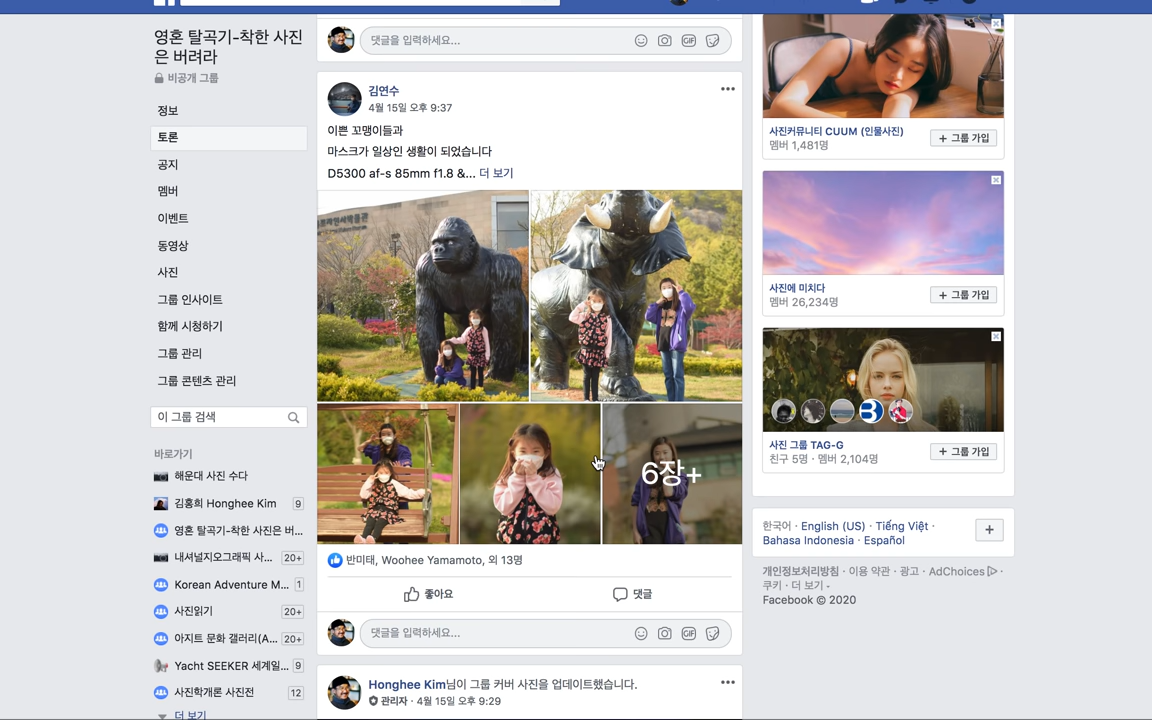 영혼 탈곡기-착한 사진
은 버려라
비공개 그룹
정보
토론
공지
멤버
이벤트
동영상
사진
그룹 인사이트
함께 시청하기
그룹 관리
그룹 콘텐츠 관리
이 그룹 검색
바로가기
해운대 사진 수다
김홍희 Honghee Kim 9
영혼 탈곡기-착한 사진은 버...
내셔널지오그래픽 사... 20+
Korean Adventure M... 1
사진읽기 20+
아지트 문화 갤러리(A... 20+
Yacht SEEKER 세계일... 9
사진학개론 사진전 12
더 보기
댓글을 입력하세요...
GIF
김연수
4월 15일 오후 9:37
이쁜 꼬맹이들과
마스크가 일상인 생활이 되었습니다
D5300 af-s 85mm f1.8 &... 더 보기
6장+
반미태, Woohee Yamamoto, 외 13명
좋아요 댓글
댓글을 입력하세요...
GIF
Honghee Kim님이 그룹 커버 사진을 업데이트했습니다.
관리자 · 4월 15일 오후 9:29
사진커뮤니티 CUUM (인물사진)
멤버 1,481명
+ 그룹 가입
사진에 미치다
멤버 26,234명
+ 그룹 가입
사진 그룹 TAG-G
친구 5명 · 멤버 2,104명
+ 그룹 가입
한국어 · English (US) · Tiếng Việt ·
Bahasa Indonesia · Español
개인정보처리방침 · 이용 약관 · 광고 · AdChoices ·
쿠키 · 더 보기
Facebook © 2020